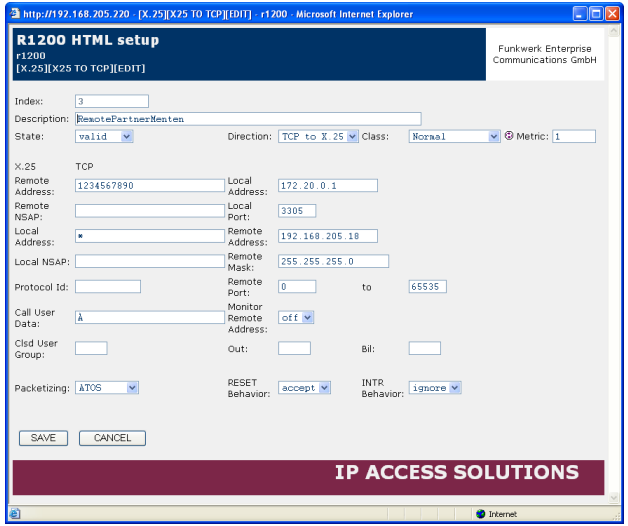 http://192.168.205.220 - [X.25][X25 TO TCP][EDIT] - r1200 - Microsoft Internet Explorer
R1200 HTML setup
r1200
[X.25][X25 TO TCP][EDIT]
Funkwerk Enterprise
Communications GmbH
Index: 3
Description: RemotePartnerMenten
State: valid Direction: TCP to X.25 Class: Normal Metric: 1
X.25 TCP
Remote Address: 1234567890 Local Address: 172.20.0.1
Remote NSAP: Local Port: 3305
Local Address: * Remote Address: 192.168.205.18
Local NSAP: Remote Mask: 255.255.255.0
Protocol Id: Remote Port: 0 to 65535
Call User Data: À Monitor Remote Address: off
Clsd User Group: Out: Bil:
Packetizing: ATOS RESET Behavior: accept INTR Behavior: ignore
SAVE CANCEL
IP ACCESS SOLUTIONS
Internet